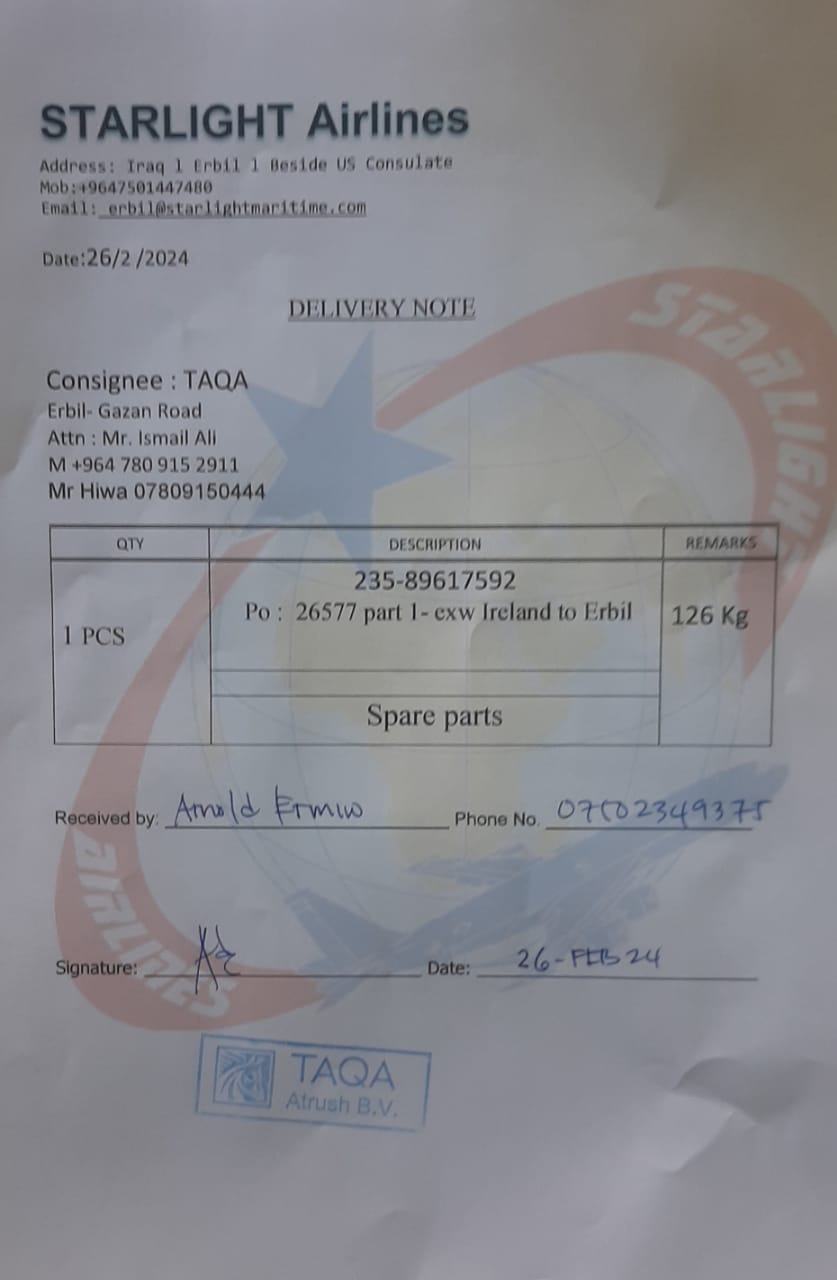 STARLIGHT Airlines
Address: Iraq l Erbil l Beside US Consulate
Mob:+9647501447480
Email: erbil@starlightmaritime.com
Date:26/2 /2024
DELIVERY NOTE
STARLIGHT
Consignee : TAQA
Erbil- Gazan Road
Attn : Mr. Ismail Ali
M +964 780 915 2911
Mr Hiwa 07809150444
QTY DESCRIPTION REMARKS
235-89617592
Po : 26577 part 1- exw Ireland to Erbil 126 Kg
1 PCS
Spare parts
Received by: Arnold Phone No. 07502349375
AIRLINES
Signature: Date: 26-FEB 24
TAQA
Atrush B.V.